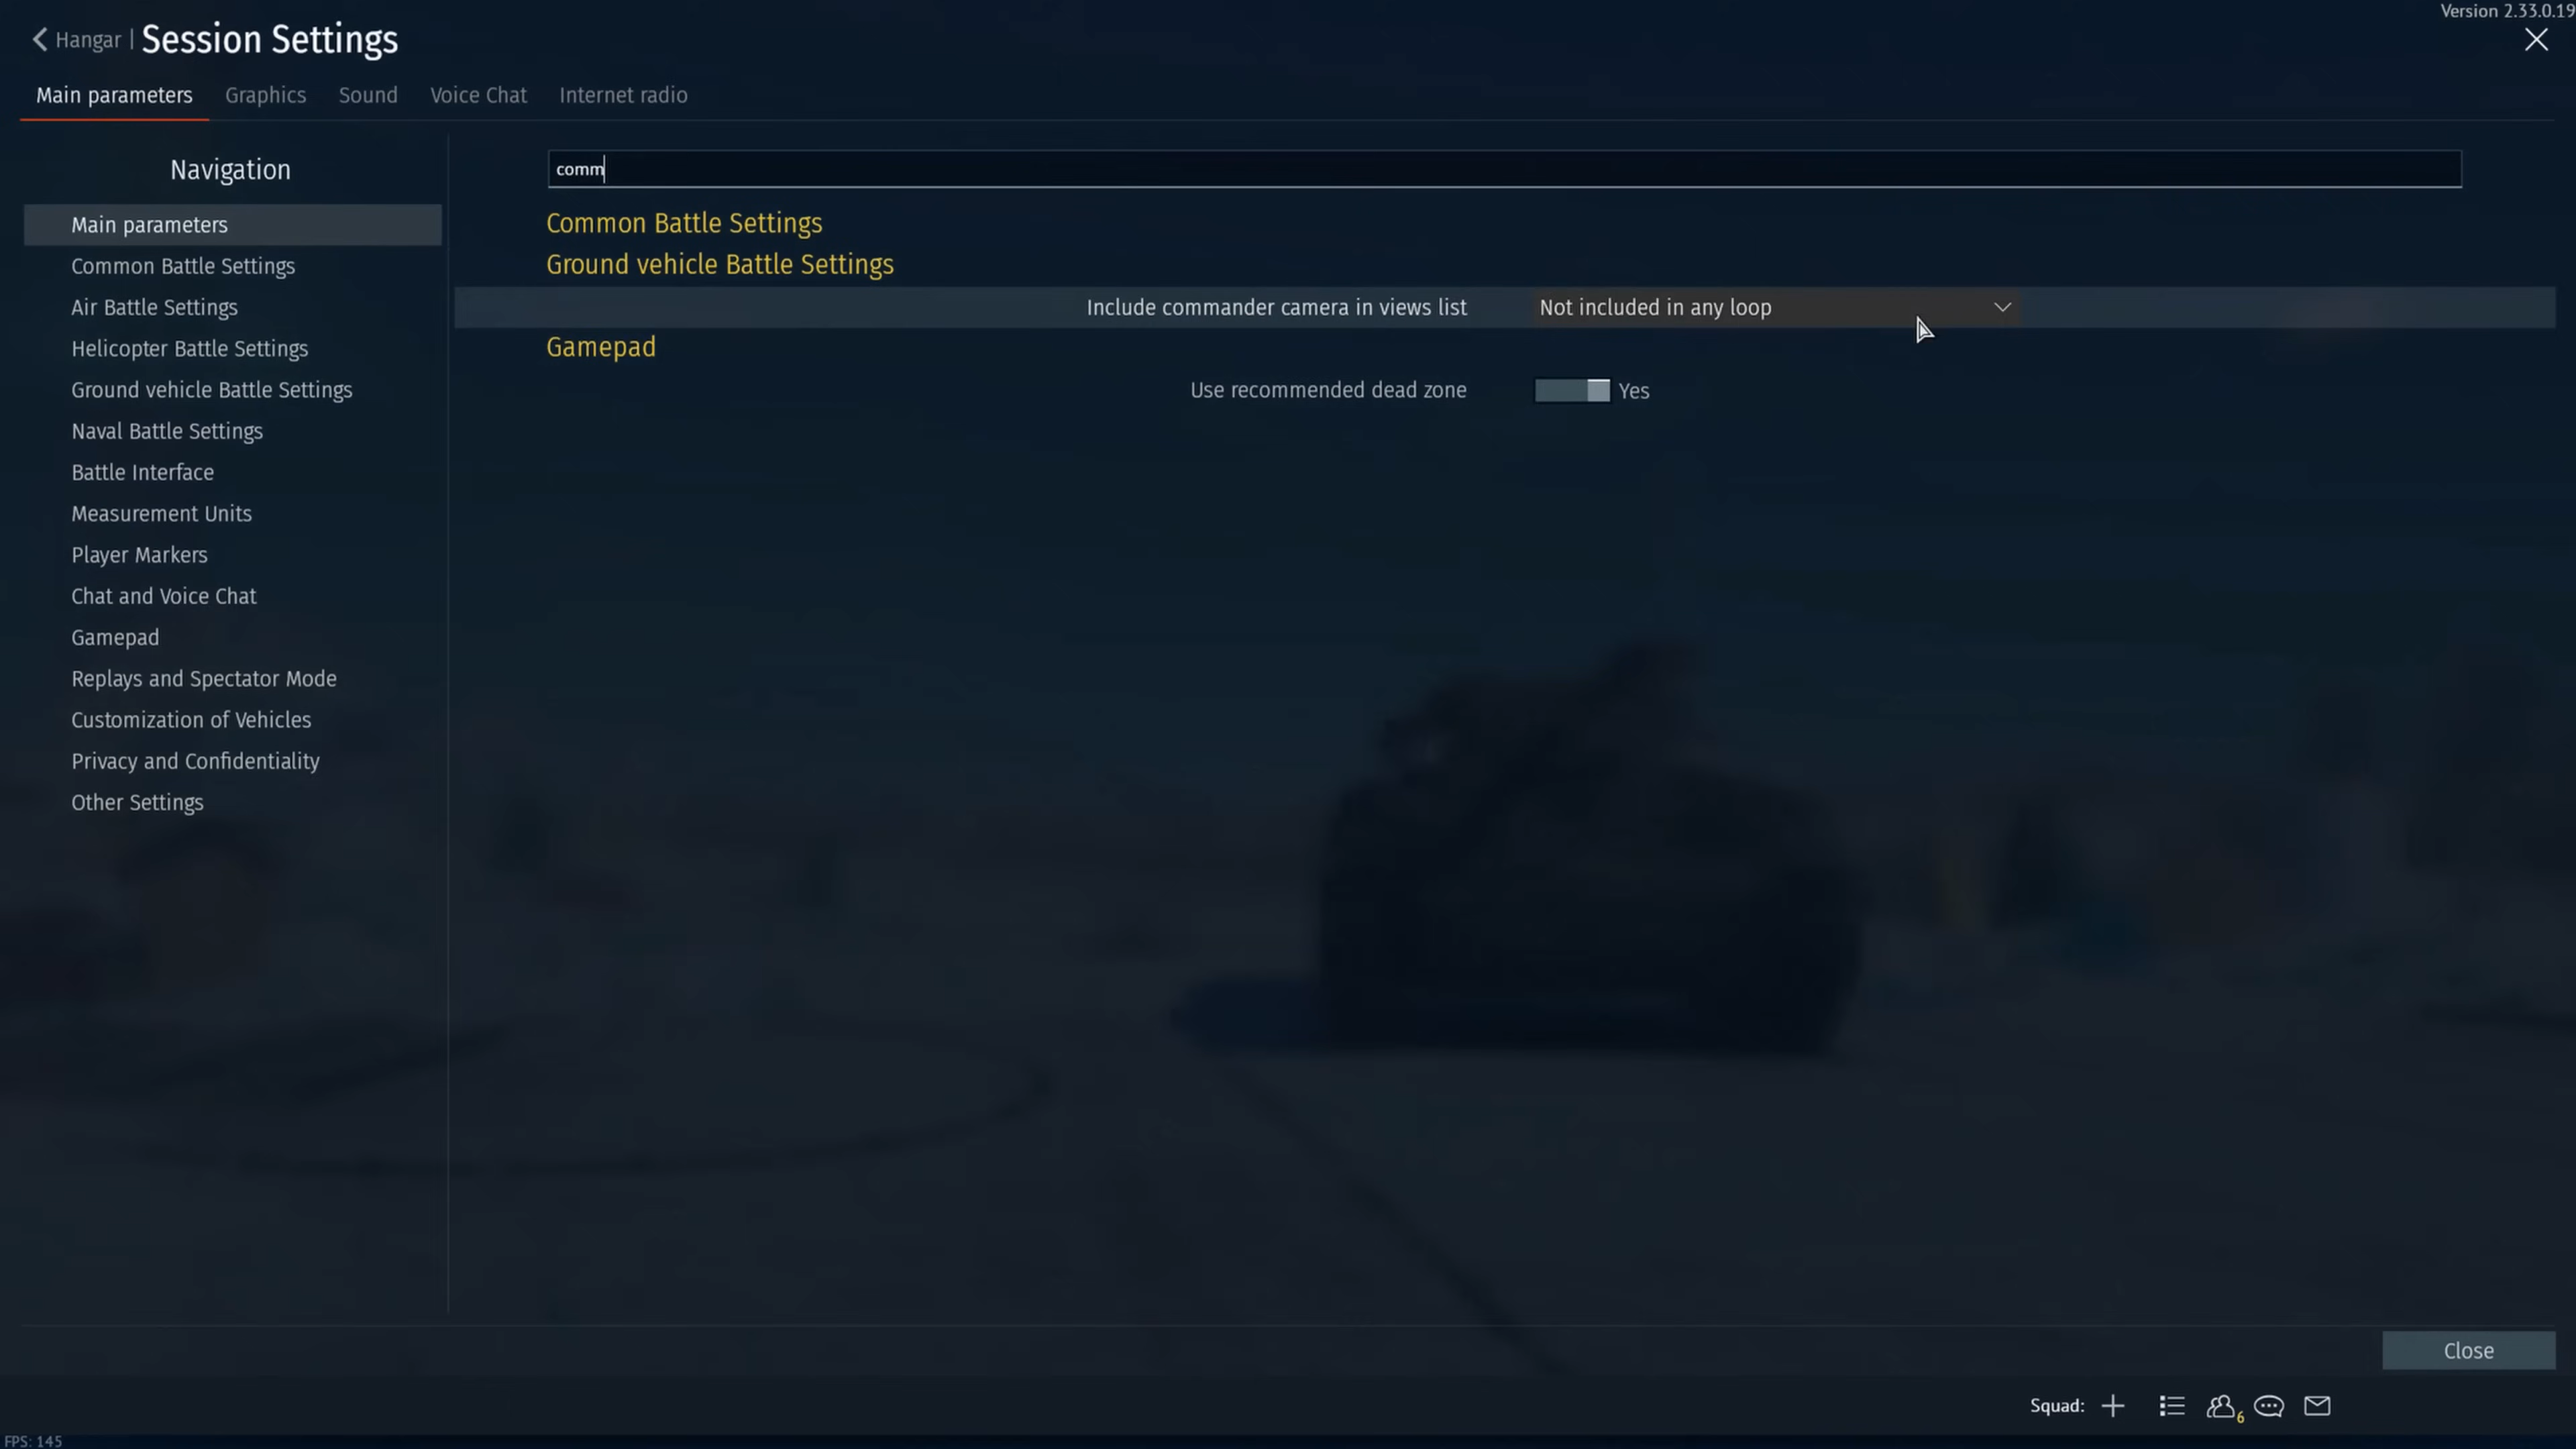 Version 2.33.0.19
Hangar | Session Settings
Main parameters Graphics Sound Voice Chat Internet radio
Navigation
Main parameters
Common Battle Settings
Air Battle Settings
Helicopter Battle Settings
Ground vehicle Battle Settings
Naval Battle Settings
Battle Interface
Measurement Units
Player Markers
Chat and Voice Chat
Gamepad
Replays and Spectator Mode
Customization of Vehicles
Privacy and Confidentiality
Other Settings
comm
Common Battle Settings
Ground vehicle Battle Settings
Include commander camera in views list Not included in any loop
Gamepad
Use recommended dead zone Yes
Close
Squad: 6
FPS: 145